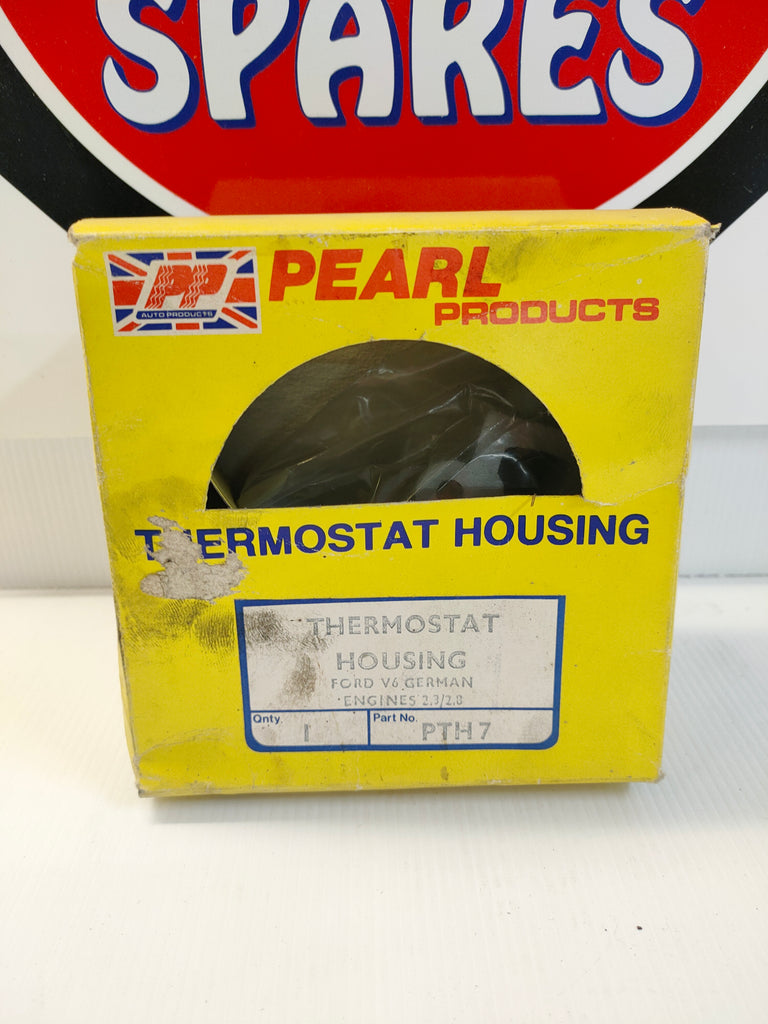 SPARES
PP
AUTO PRODUCTS
PEARL
PRODUCTS
THERMOSTAT HOUSING
THERMOSTAT
HOUSING
FORD V6 GERMAN
ENGINES 2.3/2.8
Qnty. 1 Part No. PTH 7